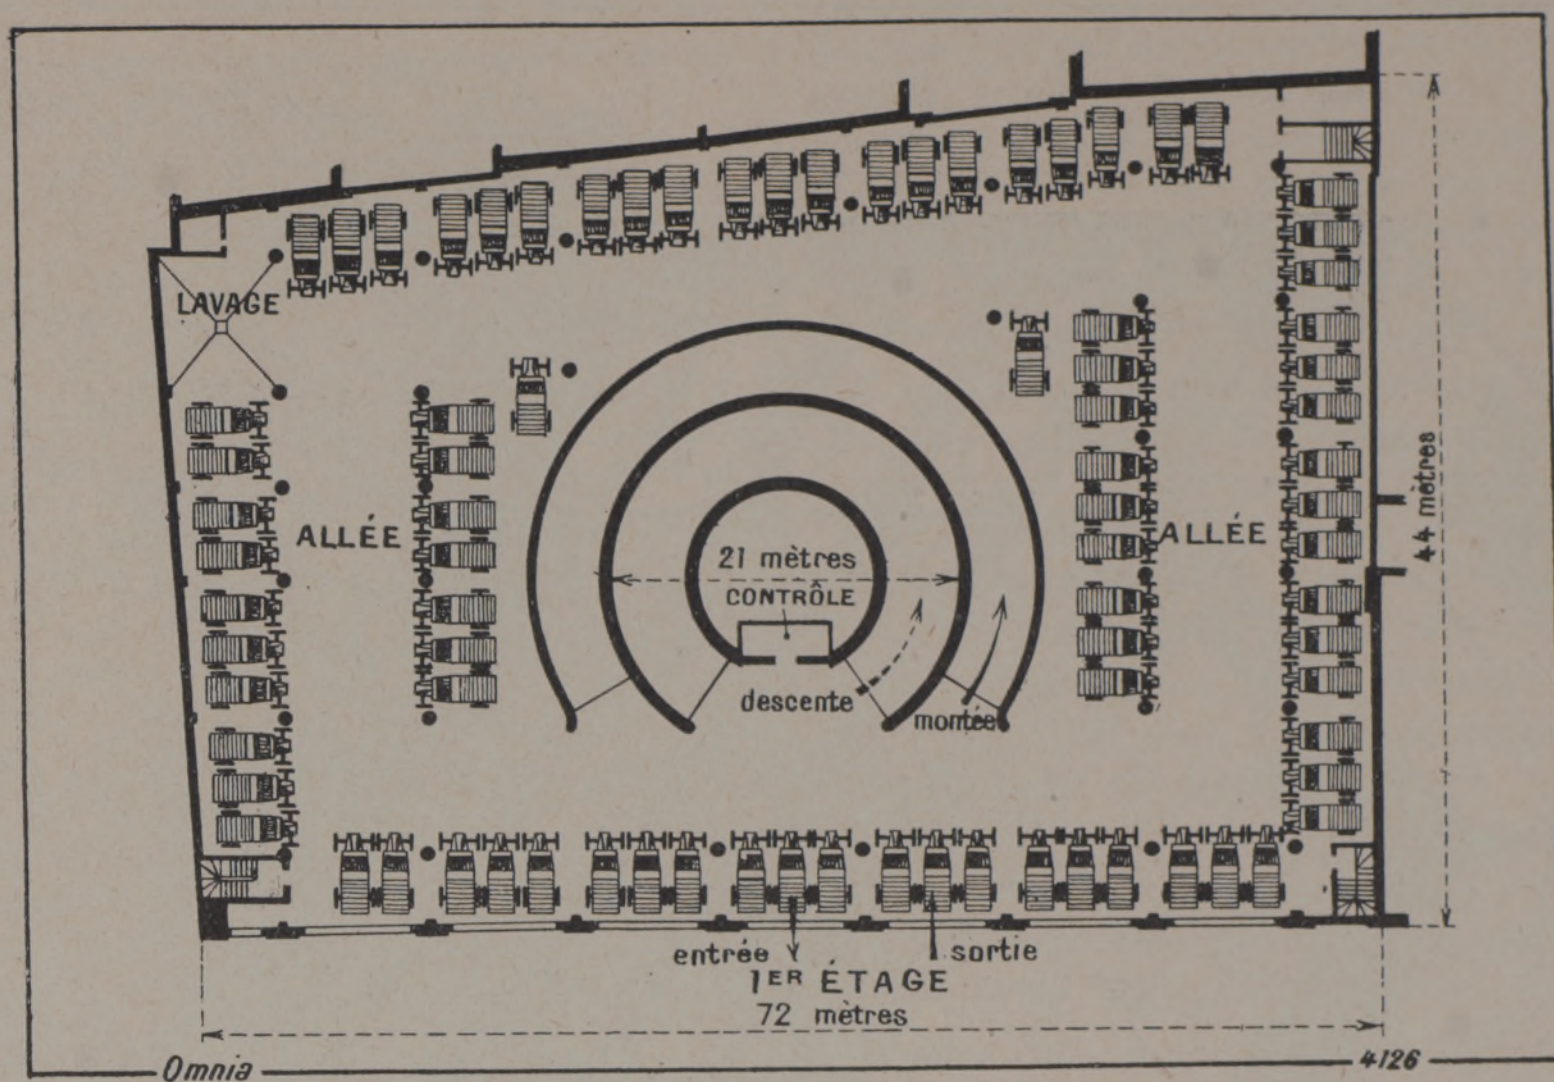 LAVAGE
ALLÉE
ALLÉE
44 mètres
21 mètres
CONTRÔLE
descente
montée
entrée
sortie
1ER ÉTAGE
72 mètres
Omnia
4126